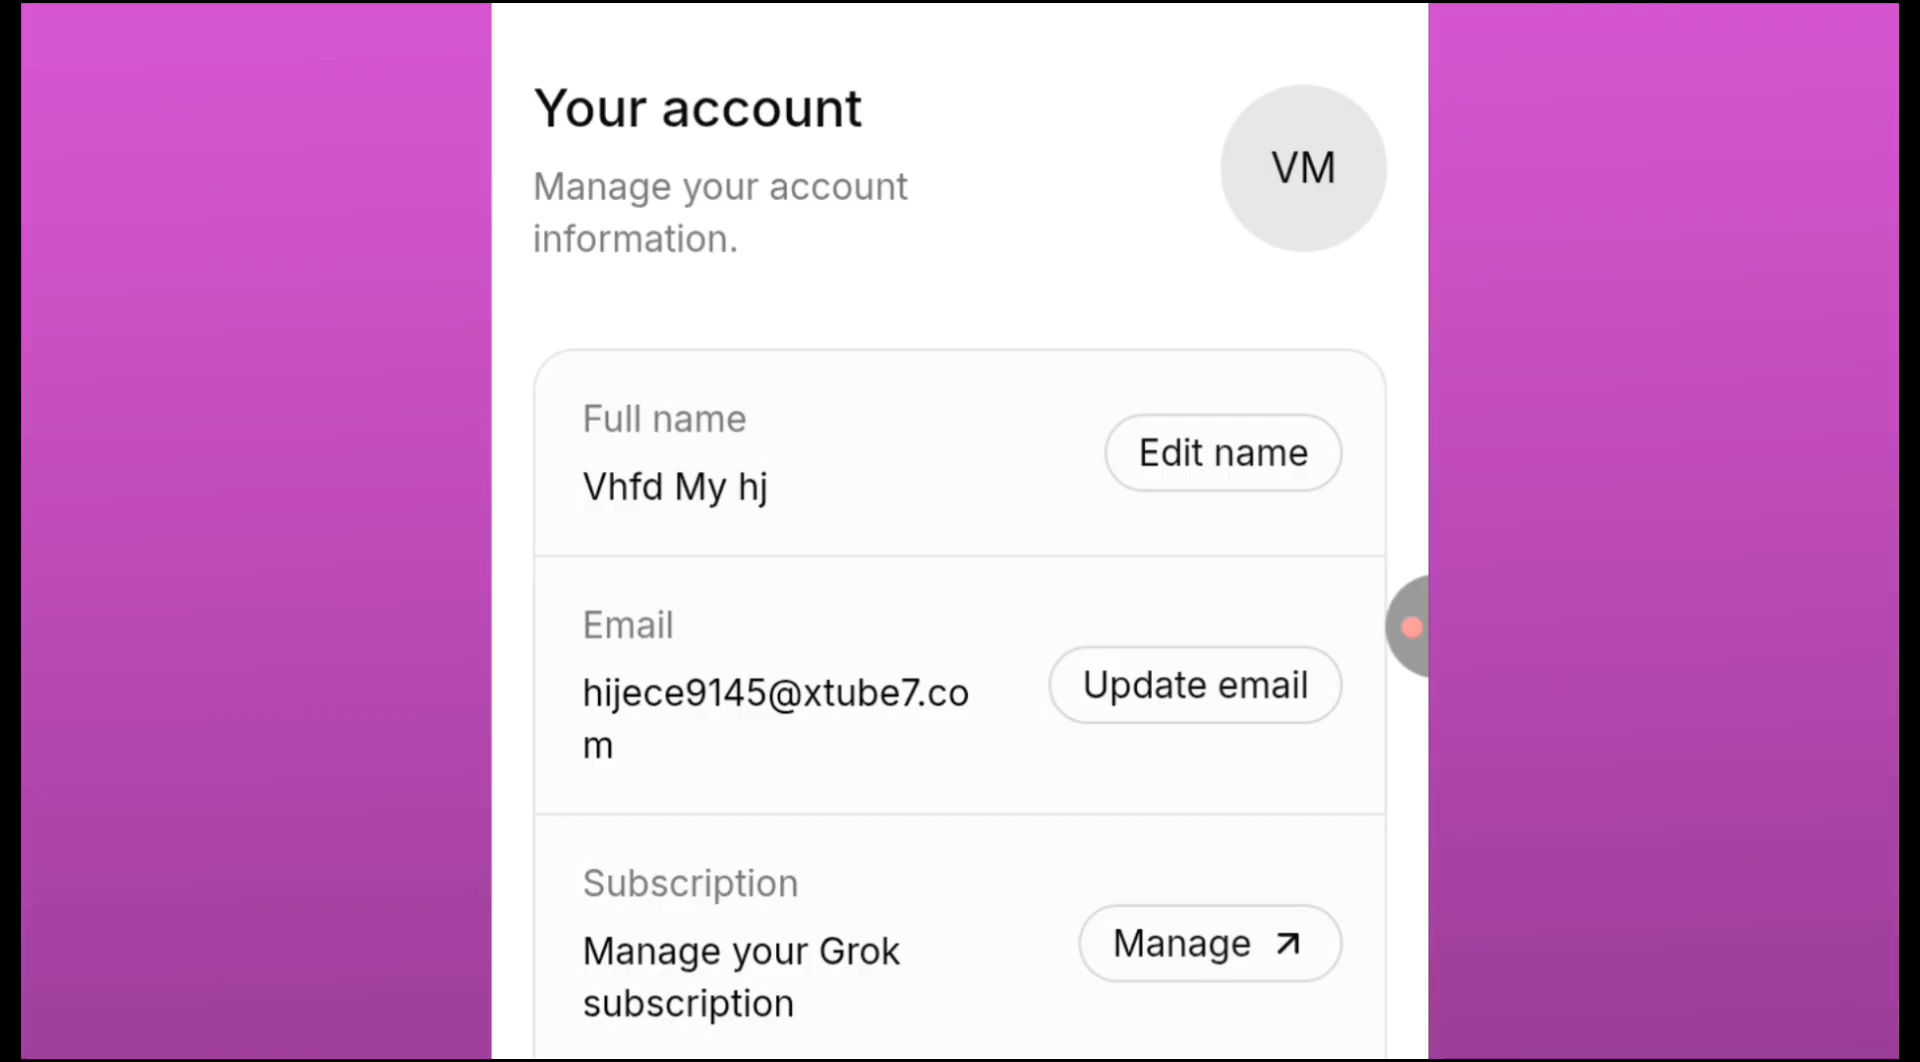 Your account
VM
Manage your account
information.
Full name
Edit name
Vhfd My hj
Email
hijece9145@xtube7.co
m
Update email
Subscription
Manage your Grok
subscription
Manage